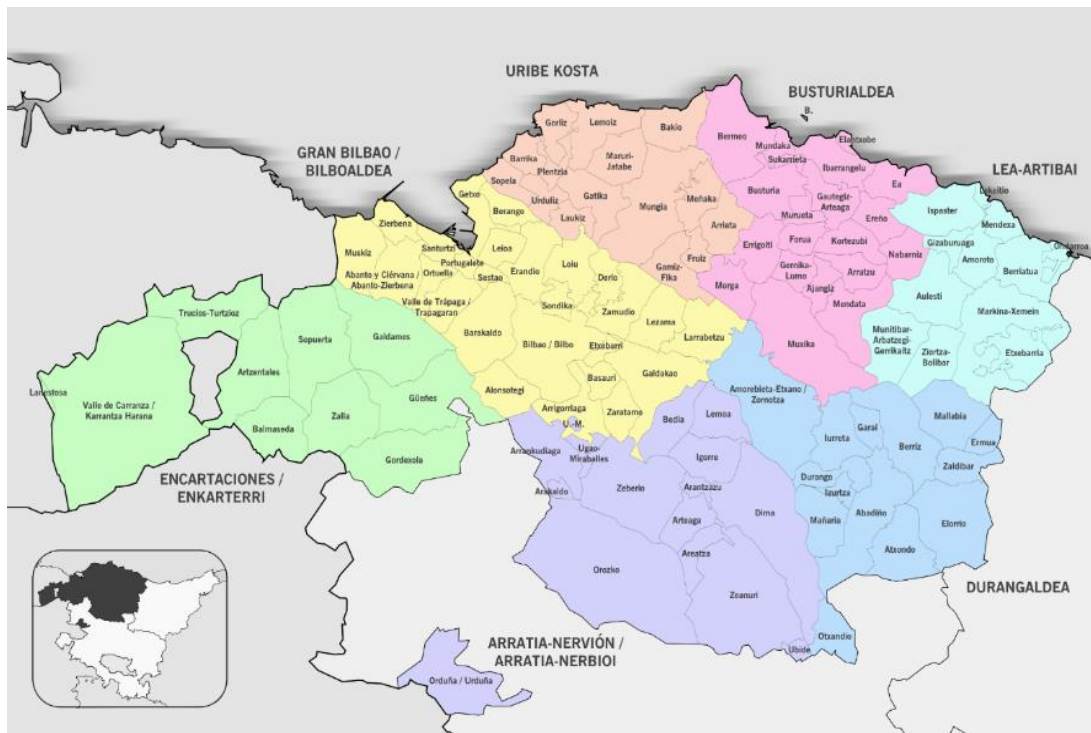 URIBE KOSTA
BUSTURIALDEA
B.
GRAN BILBAO /
BILBOALDEA
LEA-ARTIBAI
Gorliz
Lemoiz
Bakio
Barrika
Plentzia
Maruri-
Jatabe
Sopela
Urduliz
Gatika
Laukiz
Mungia
Meñaka
Arrieta
Fruiz
Gamiz-
Fika
Bermeo
Mundaka
Sukarrieta
Elantxobe
Ibarrangelu
Ea
Busturia
Gautegiz-
Arteaga
Murueta
Ereño
Errigoiti
Forua
Kortezubi
Nabarniz
Gernika-
Lumo
Arratzu
Ajangiz
Morga
Mendata
Muxika
Lekeitio
Ispaster
Mendexa
Gizaburuaga
Ondarroa
Amoroto
Berriatua
Aulesti
Markina-Xemein
Munitibar-
Arbatzegi-
Gerrikaitz
Ziortza-
Bolibar
Etxebarria
Getxo
Berango
Zierbena
Muskiz
Santurtzi
Portugalete
Leioa
Loiu
Abanto y Ciérvana /
Abanto-Zierbena
Ortuella
Sestao
Erandio
Derio
Valle de Trápaga /
Trapagaran
Sondika
Zamudio
Lezama
Barakaldo
Bilbao / Bilbo
Etxebarri
Larrabetzu
Basauri
Galdakao
Alonsotegi
Arrigorriaga
Zaratamo
U.-M.
Trucios-Turtzioz
Sopuerta
Galdames
Artzentales
Lanestosa
Valle de Carranza /
Karrantza Harana
Güeñes
Zalla
Balmaseda
Gordexola
ENCARTACIONES /
ENKARTERRI
Bedia
Lemoa
Arrankudiaga
Ugao-
Miraballes
Igorre
Arakaldo
Zeberio
Arantzazu
Dima
Arteaga
Areatza
Orozko
Zeanuri
Ubide
Amorebieta-Etxano /
Zornotza
Mallabia
Iurreta
Garai
Berriz
Ermua
Zaldibar
Durango
Izurtza
Mañaria
Abadiño
Elorrio
Atxondo
Otxandio
DURANGALDEA
ARRATIA-NERVIÓN /
ARRATIA-NERBIOI
Orduña / Urduña